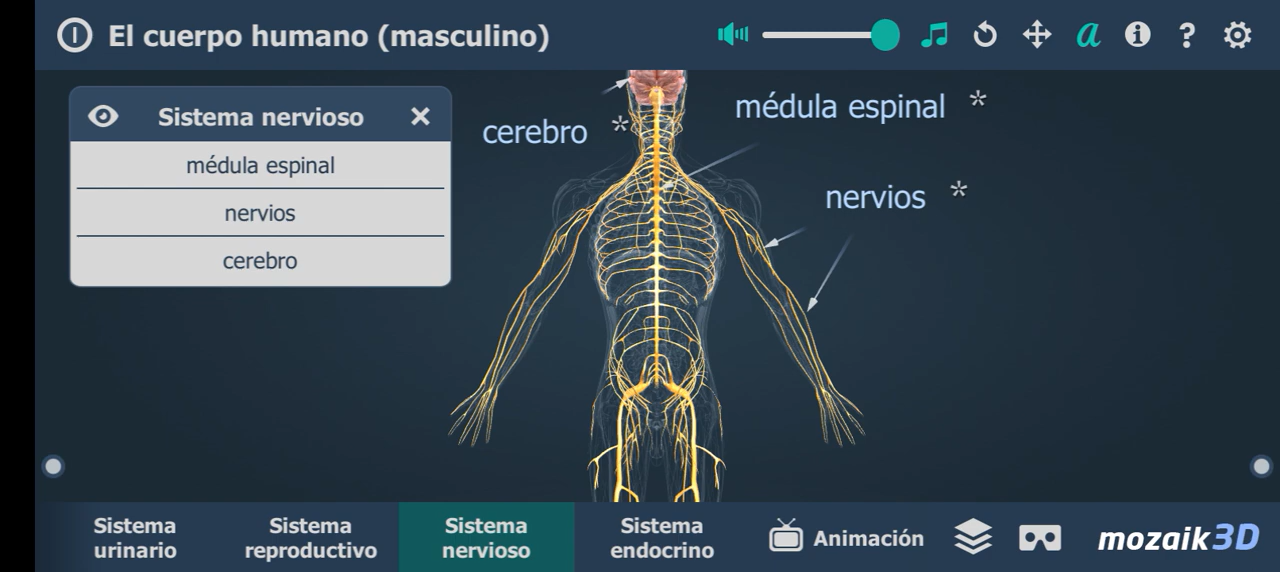 El cuerpo humano (masculino)
Sistema nervioso
médula espinal
nervios
cerebro
cerebro *
médula espinal *
nervios *
Sistema
urinario
Sistema
reproductivo
Sistema
nervioso
Sistema
endocrino
Animación
mozaik3D